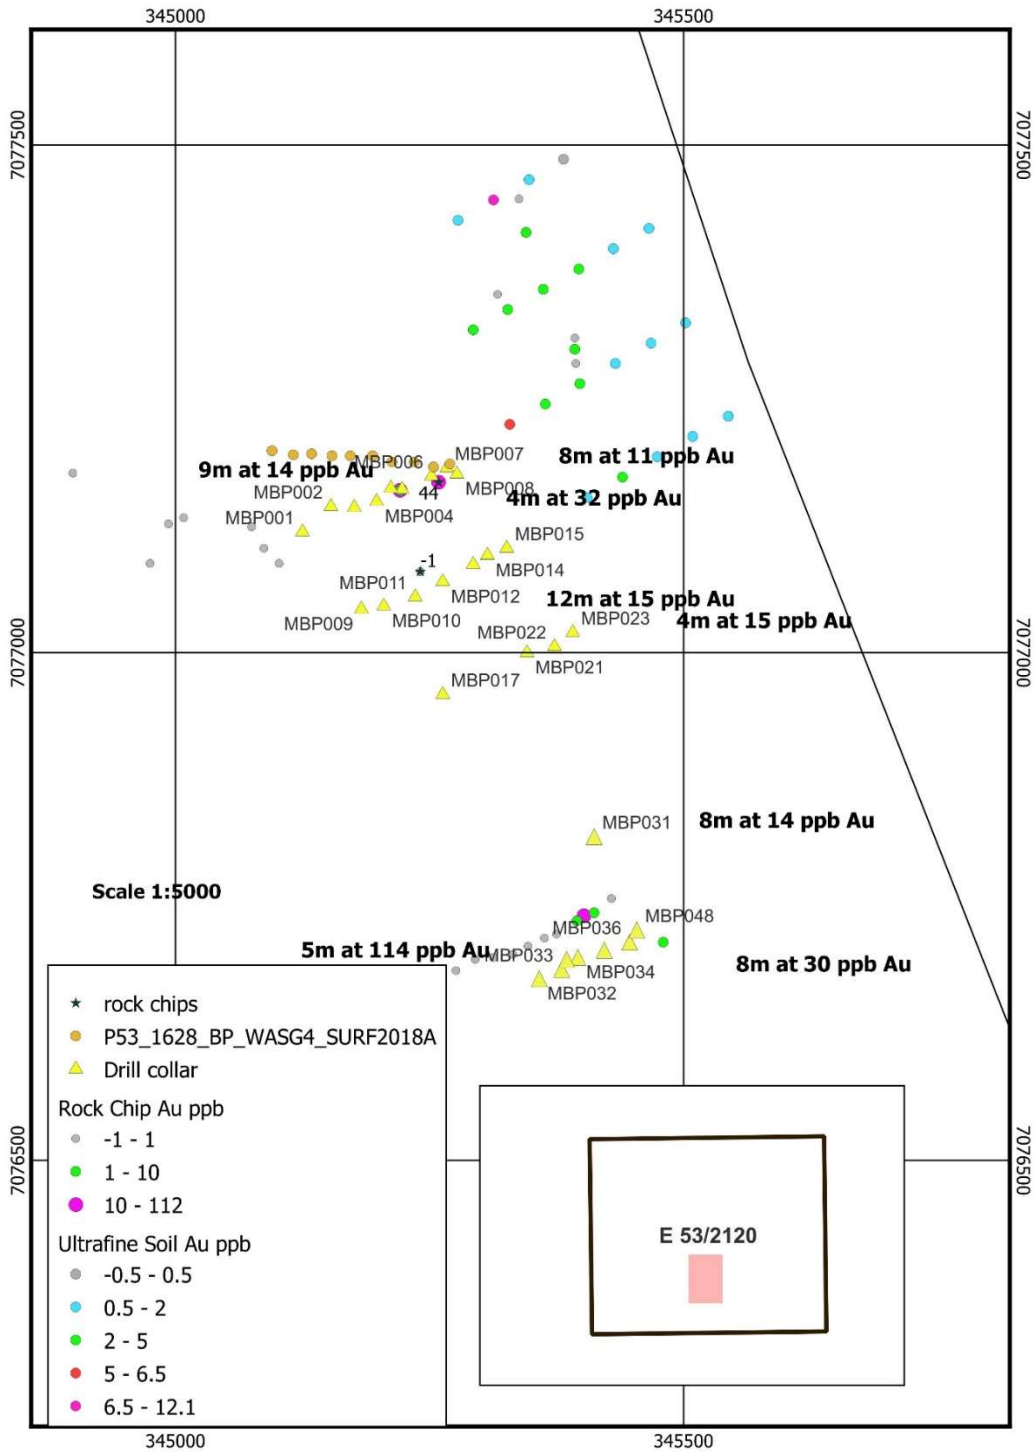 345000
345500
7077500
7077500
MBP007
8m at 11 ppb Au
MBP006
9m at 14 ppb Au
MBP008
44
4m at 32 ppb Au
MBP002
MBP004
MBP001
MBP015
-1
MBP014
MBP011
MBP012
12m at 15 ppb Au
MBP009
MBP010
MBP023
4m at 15 ppb Au
MBP022
7077000
7077000
MBP021
MBP017
MBP031
8m at 14 ppb Au
Scale 1:5000
MBP048
MBP036
5m at 114 ppb Au
MBP033
MBP034
8m at 30 ppb Au
MBP032
rock chips
P53_1628_BP_WASG4_SURF2018A
Drill collar
Rock Chip Au ppb
-1 - 1
1 - 10
10 - 112
Ultrafine Soil Au ppb
-0.5 - 0.5
0.5 - 2
2 - 5
5 - 6.5
6.5 - 12.1
7076500
7076500
E 53/2120
345000
345500